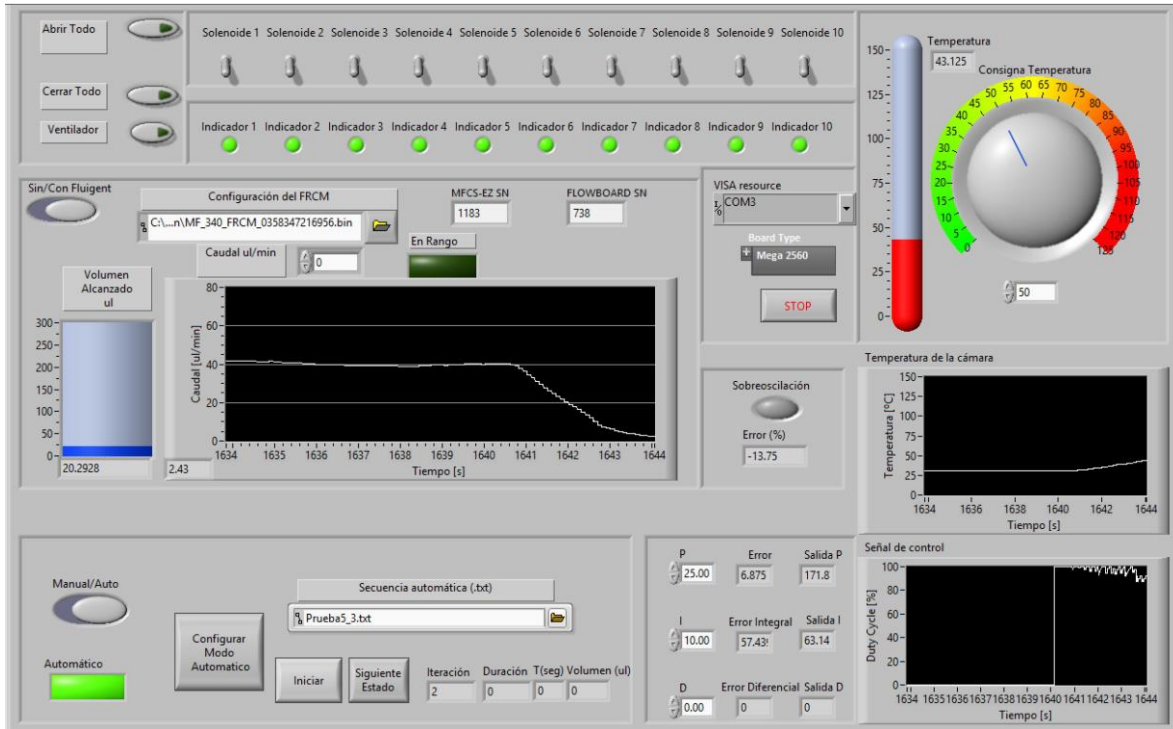 Abrir Todo
Cerrar Todo
Ventilador
Solenoide 1 Solenoide 2 Solenoide 3 Solenoide 4 Solenoide 5 Solenoide 6 Solenoide 7 Solenoide 8 Solenoide 9 Solenoide 10
Indicador 1 Indicador 2 Indicador 3 Indicador 4 Indicador 5 Indicador 6 Indicador 7 Indicador 8 Indicador 9 Indicador 10
Sin/Con Fluigent
Configuración del FRCM
C:\...n\MF_340_FRCM_0358347216956.bin
MFCS-EZ SN
1183
FLOWBOARD SN
738
Caudal ul/min
0
En Rango
Volumen
Alcanzado
ul
300
250
200
150
100
50
0
20.2928
2.43
Caudal [ul/min]
80
60
40
20
0
1634 1635 1636 1637 1638 1639 1640 1641 1642 1643 1644
Tiempo [s]
VISA resource
COM3
Board Type
Mega 2560
STOP
Sobreoscilación
Error (%)
-13.75
Temperatura
43.125
150
125
100
75
50
25
0
Consigna Temperatura
0 5 10 15 20 25 30 35 40 45 50 55 60 65 70 75 80 85 90 95 105 110 115 120 125
50
Temperatura de la cámara
Temperatura [ºC]
150
100
75
50
25
0
1634 1636 1638 1640 1642 1644
Tiempo [s]
Manual/Auto
Automático
Configurar
Modo
Automatico
Secuencia automática (.txt)
Prueba5_3.txt
Iniciar
Siguiente
Estado
Iteración Duración T(seg) Volumen (ul)
2 0 0 0
P Error Salida P
25.00 6.875 171.8
I Error Integral Salida I
10.00 57.43 63.14
D Error Diferencial Salida D
0.00 0 0
Señal de control
Duty Cycle [%]
100
80
60
40
20
0
1634 1635 1636 1637 1638 1639 1640 1641 1642 1643 1644
Tiempo [s]